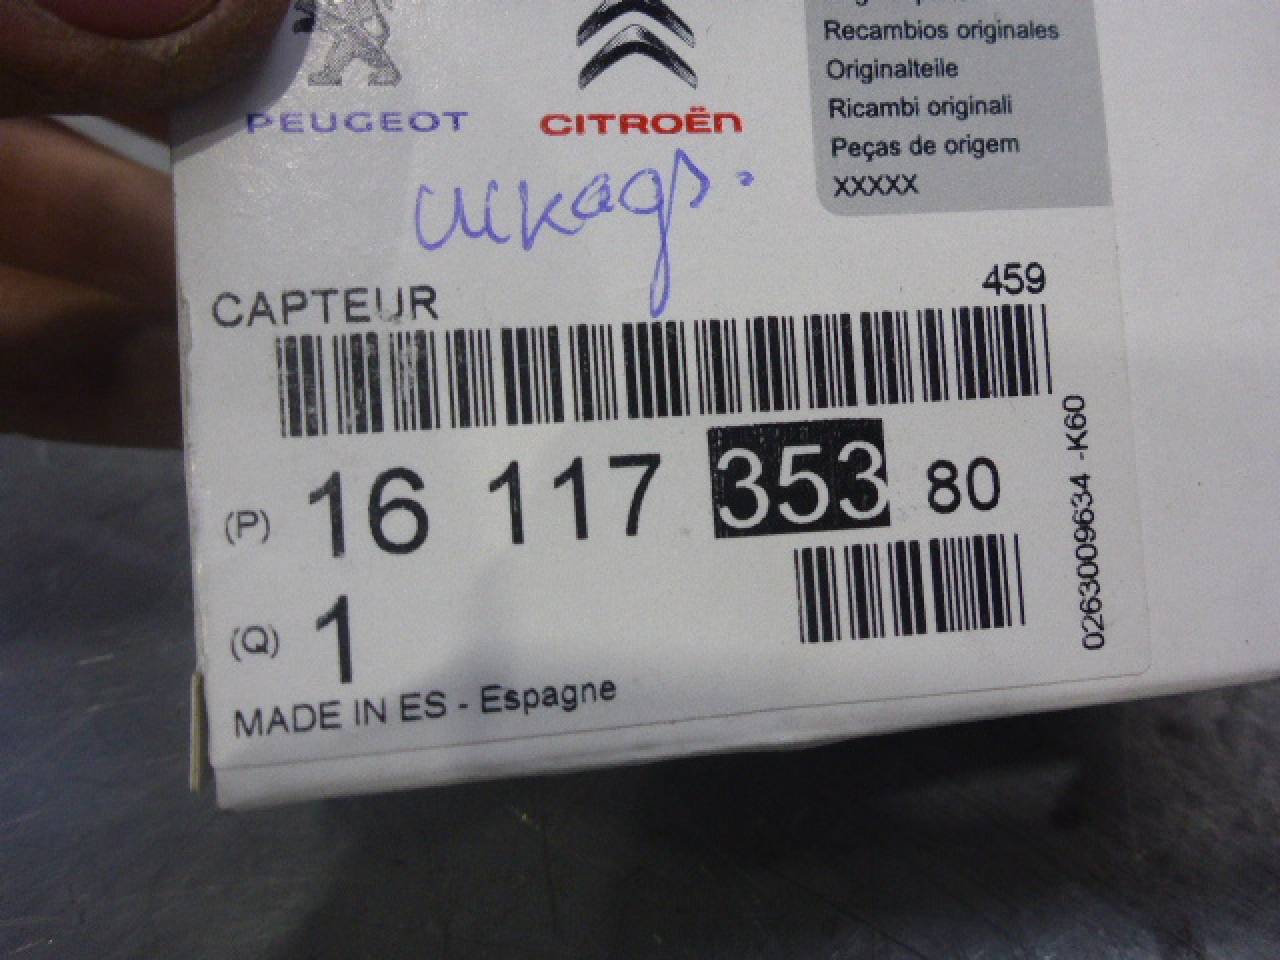 Recambios originales
Originalteile
Ricambi originali
Peças de origem
XXXXX
PEUGEOT
CITROËN
шкаф.
CAPTEUR
459
(P) 16 117 353 80
(Q) 1
MADE IN ES - Espagne
0263009634 -K60